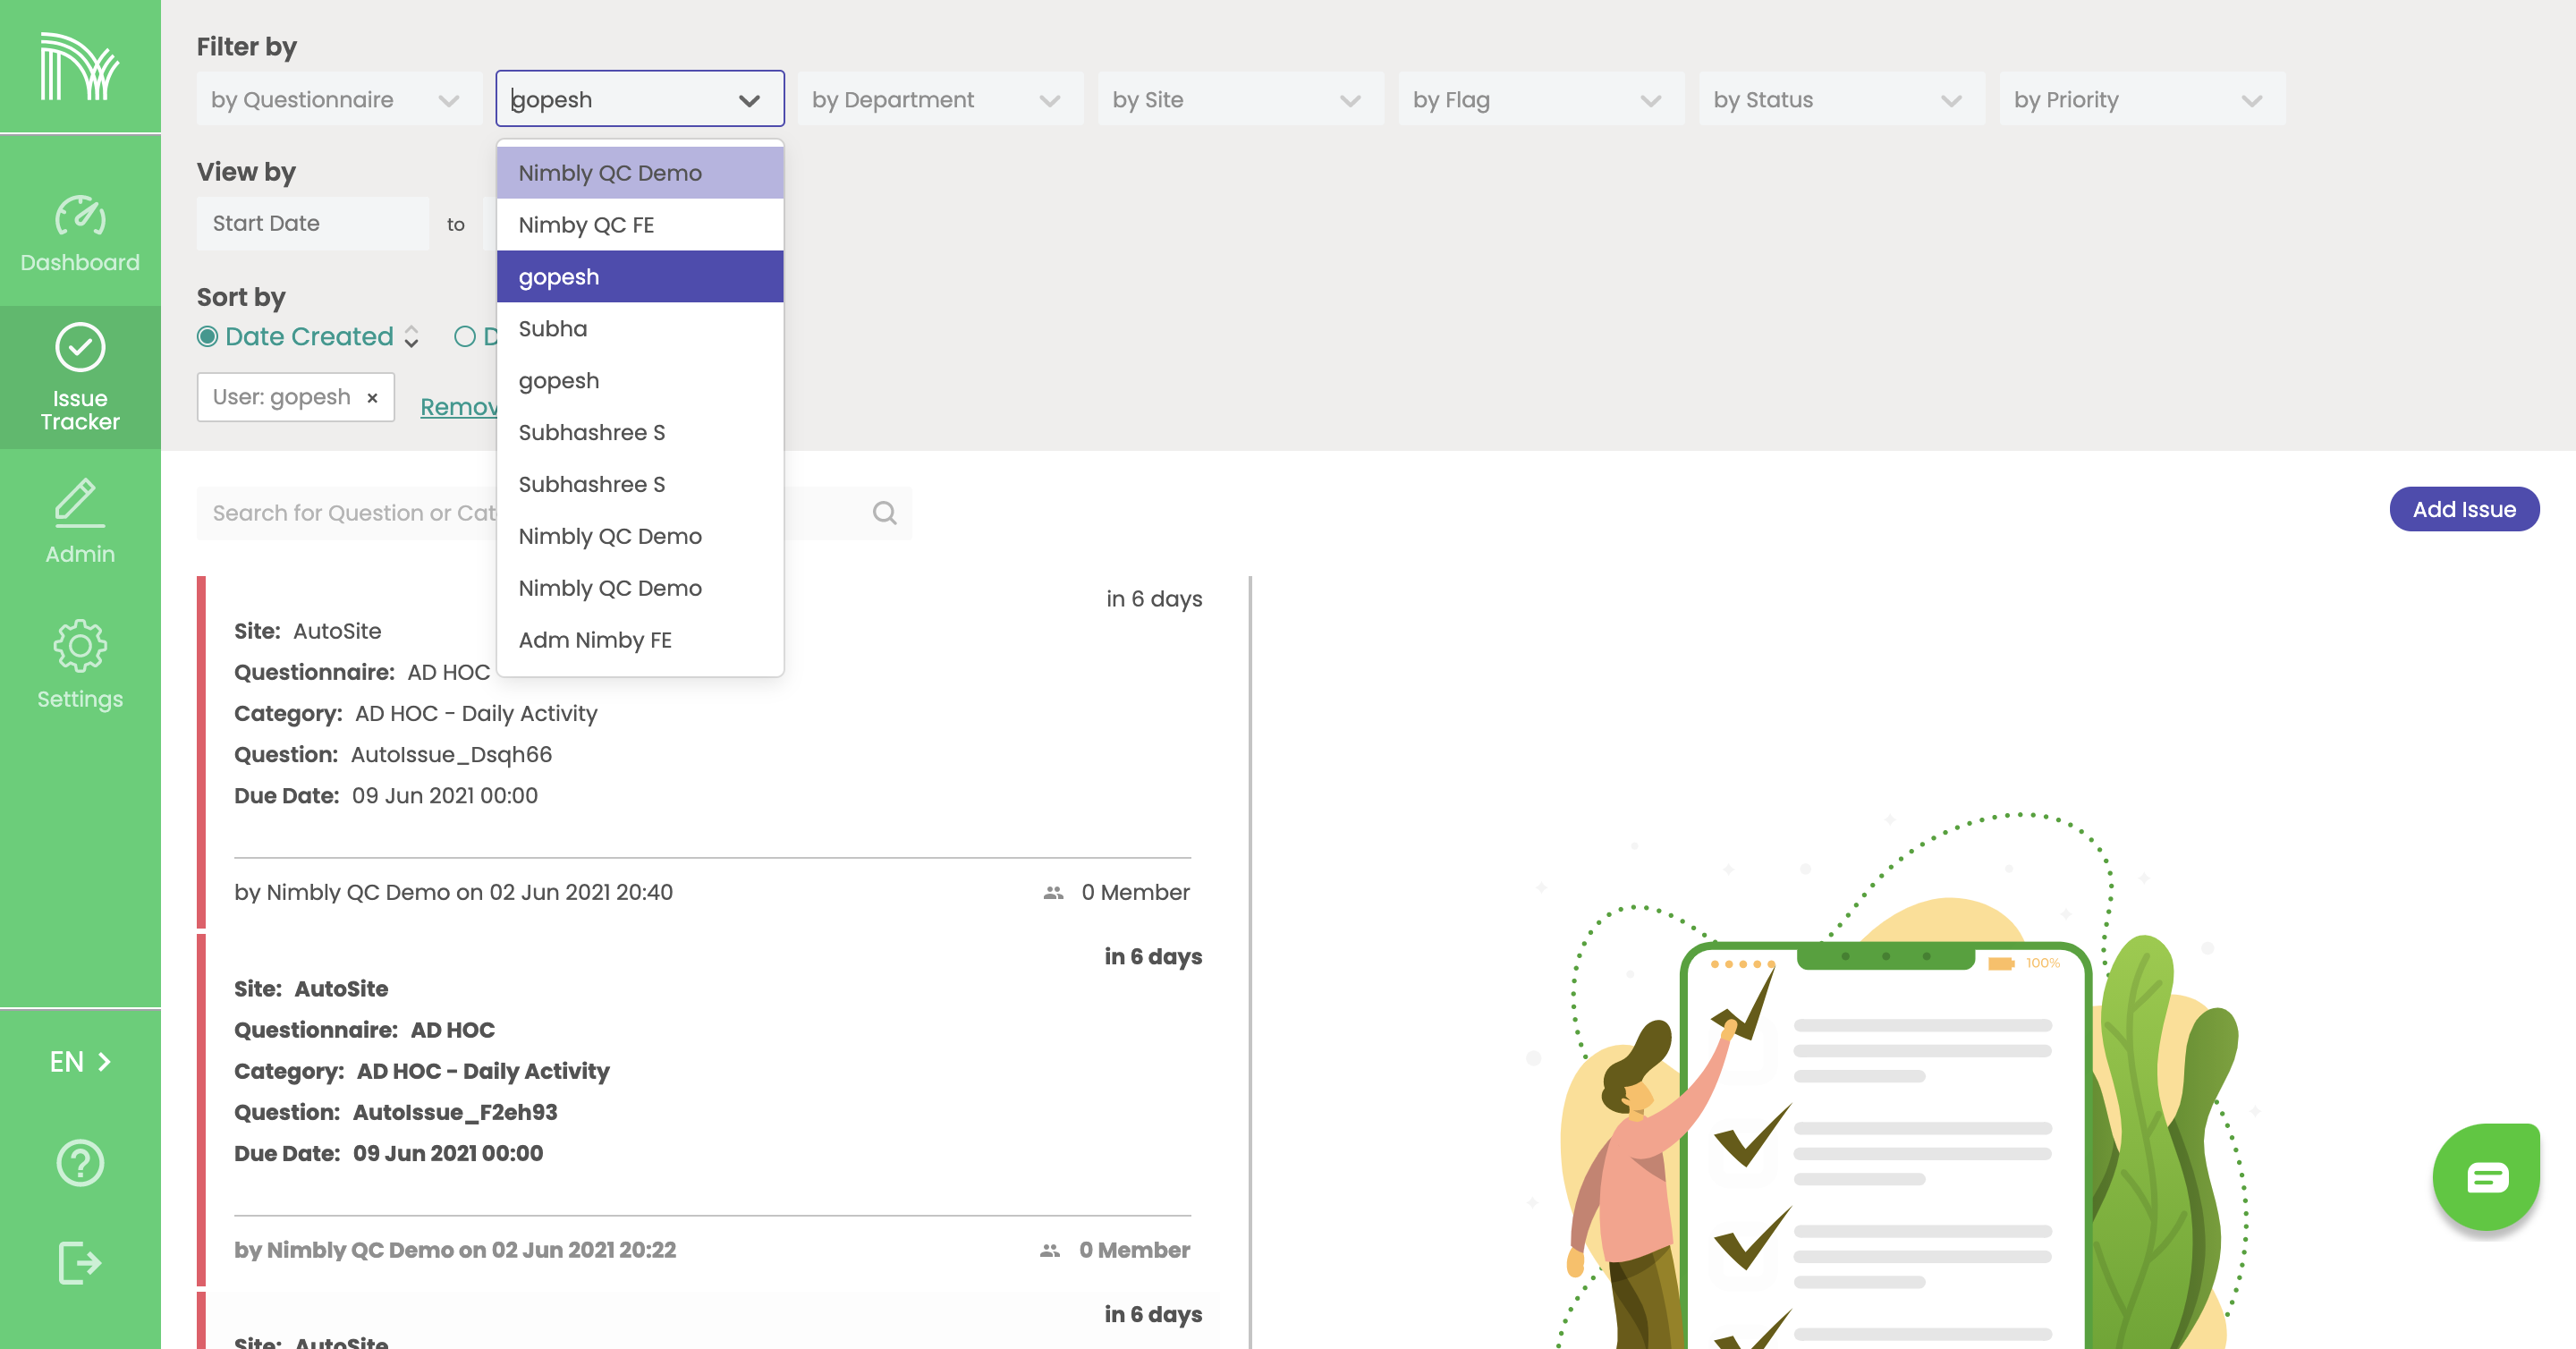 Filter by
by Questionnaire
gopesh
by Department
by Site
by Flag
by Status
by Priority
Nimbly QC Demo
Nimby QC FE
gopesh
Subha
gopesh
Subhashree S
Subhashree S
Nimbly QC Demo
Nimbly QC Demo
Adm Nimby FE
View by
Start Date
to
Sort by
Date Created
D
User: gopesh ×
Remov
Dashboard
Issue
Tracker
Admin
Settings
EN
Search for Question or Cat
Add Issue
in 6 days
Site: AutoSite
Questionnaire: AD HOC
Category: AD HOC - Daily Activity
Question: AutoIssue_Dsqh66
Due Date: 09 Jun 2021 00:00
by Nimbly QC Demo on 02 Jun 2021 20:40
0 Member
in 6 days
Site: AutoSite
Questionnaire: AD HOC
Category: AD HOC - Daily Activity
Question: AutoIssue_F2eh93
Due Date: 09 Jun 2021 00:00
by Nimbly QC Demo on 02 Jun 2021 20:22
0 Member
in 6 days
Site: AutoSite
100%